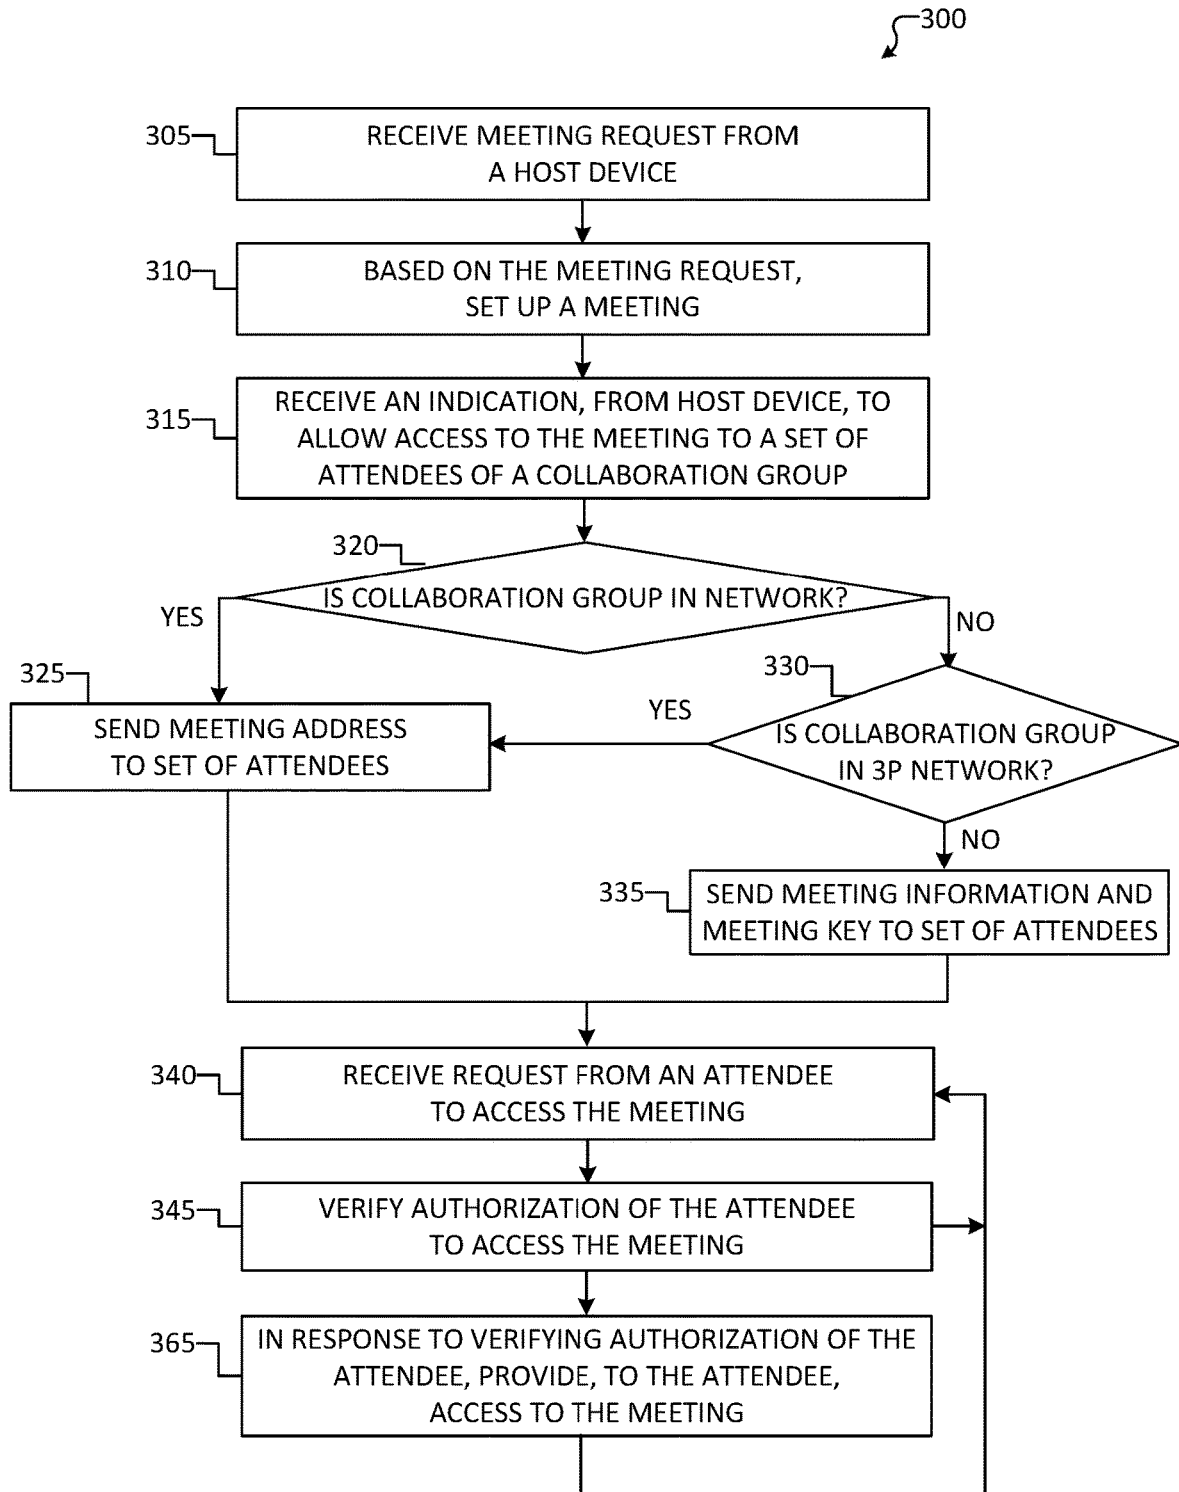 300
305
RECEIVE MEETING REQUEST FROM
A HOST DEVICE
310
BASED ON THE MEETING REQUEST,
SET UP A MEETING
315
RECEIVE AN INDICATION, FROM HOST DEVICE, TO
ALLOW ACCESS TO THE MEETING TO A SET OF
ATTENDEES OF A COLLABORATION GROUP
320
IS COLLABORATION GROUP IN NETWORK?
YES
NO
325
SEND MEETING ADDRESS
TO SET OF ATTENDEES
330
YES
IS COLLABORATION GROUP
IN 3P NETWORK?
NO
335
SEND MEETING INFORMATION AND
MEETING KEY TO SET OF ATTENDEES
340
RECEIVE REQUEST FROM AN ATTENDEE
TO ACCESS THE MEETING
345
VERIFY AUTHORIZATION OF THE ATTENDEE
TO ACCESS THE MEETING
365
IN RESPONSE TO VERIFYING AUTHORIZATION OF THE
ATTENDEE, PROVIDE, TO THE ATTENDEE,
ACCESS TO THE MEETING